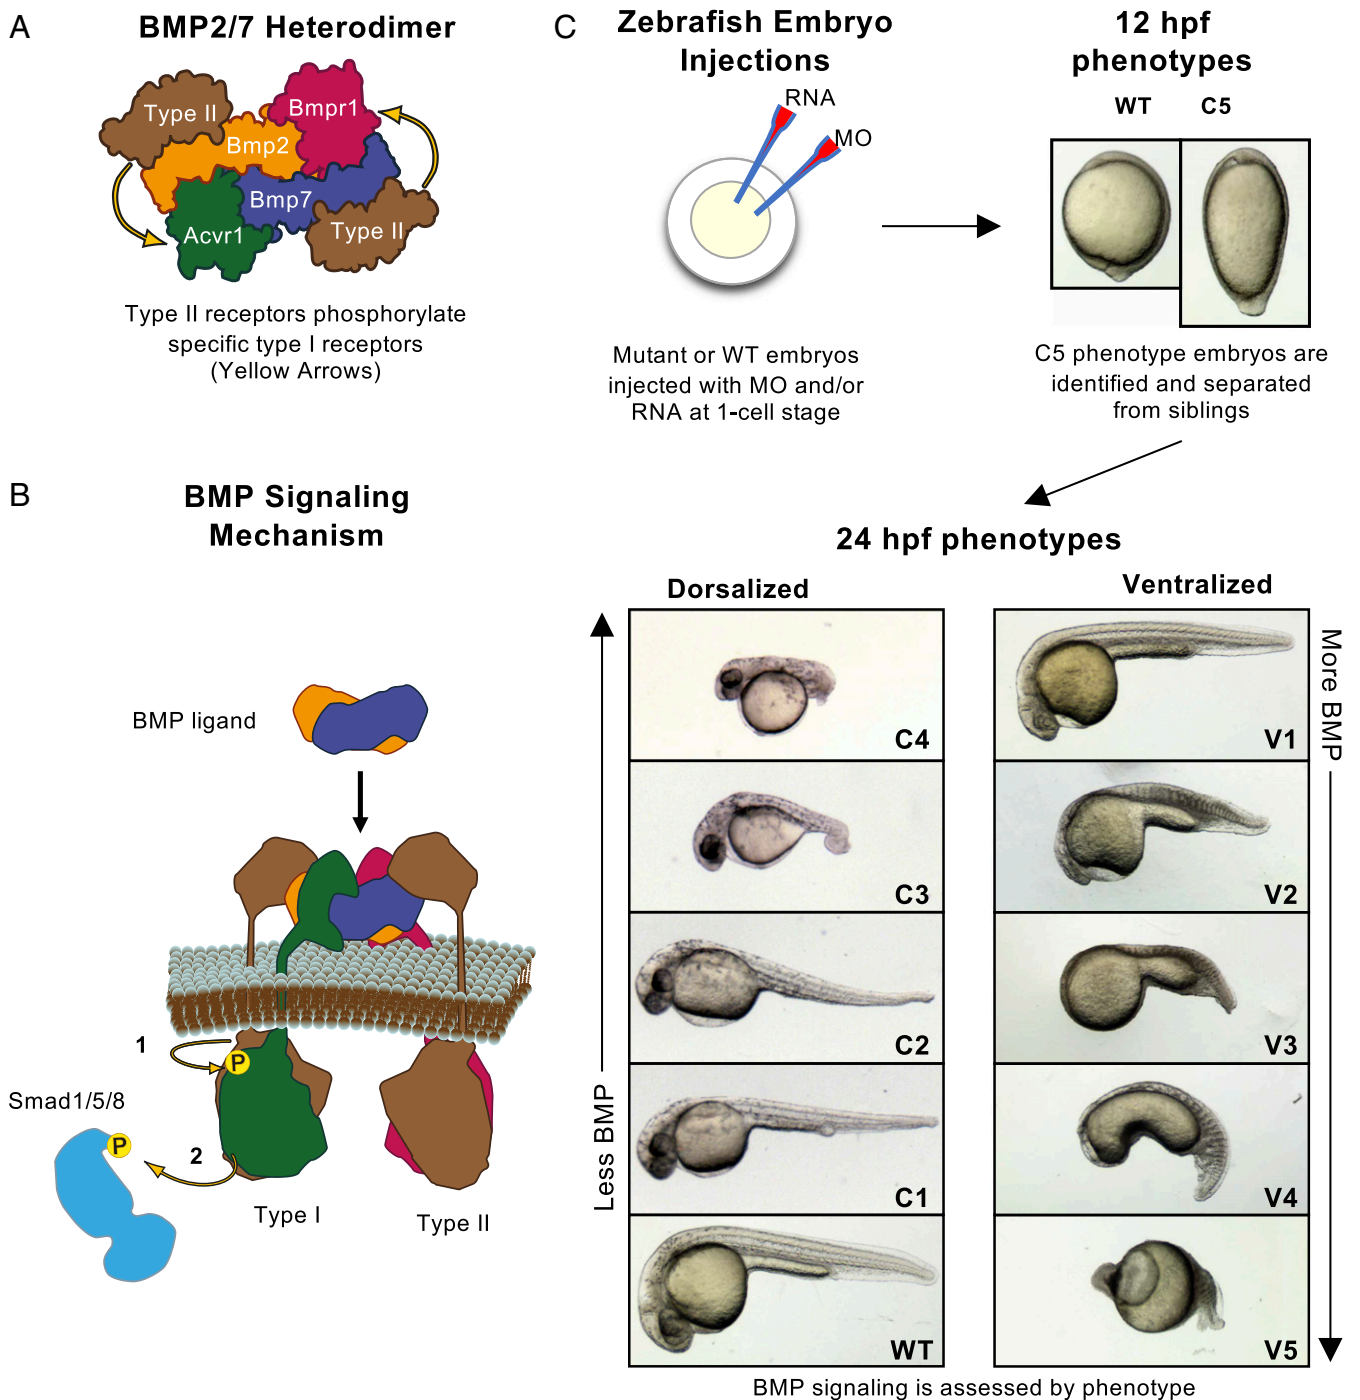 A
BMP2/7 Heterodimer
Type II
Bmpr1
Bmp2
Bmp7
Acvr1
Type II
Type II receptors phosphorylate
specific type I receptors
(Yellow Arrows)
B
BMP Signaling
Mechanism
BMP ligand
1
P
Smad1/5/8
P
2
Type I
Type II
C
Zebrafish Embryo
Injections
RNA
MO
Mutant or WT embryos
injected with MO and/or
RNA at 1-cell stage
12 hpf
phenotypes
WT
C5
C5 phenotype embryos are
identified and separated
from siblings
24 hpf phenotypes
Dorsalized
Ventralized
Less BMP
C4
C3
C2
C1
WT
V1
V2
V3
V4
V5
More BMP
BMP signaling is assessed by phenotype